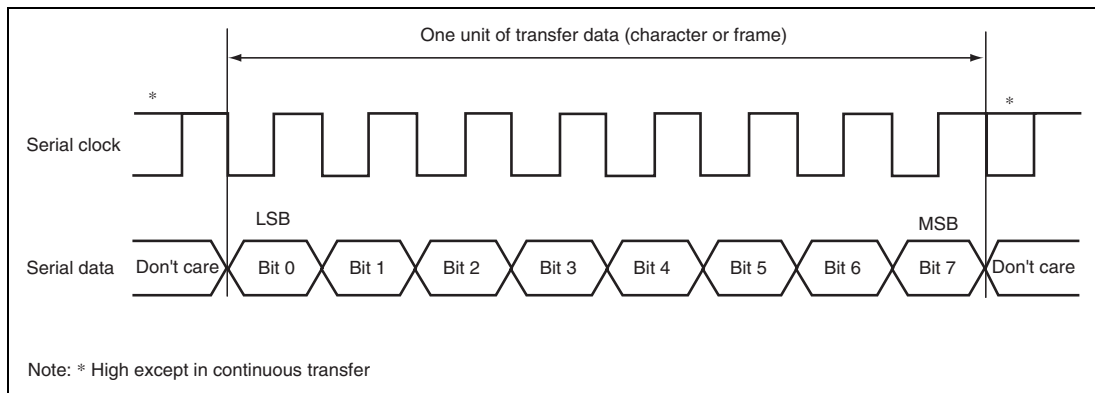 One unit of transfer data (character or frame)
* *
Serial clock
LSB MSB
Serial data Don't care Bit 0 Bit 1 Bit 2 Bit 3 Bit 4 Bit 5 Bit 6 Bit 7 Don't care
Note: * High except in continuous transfer